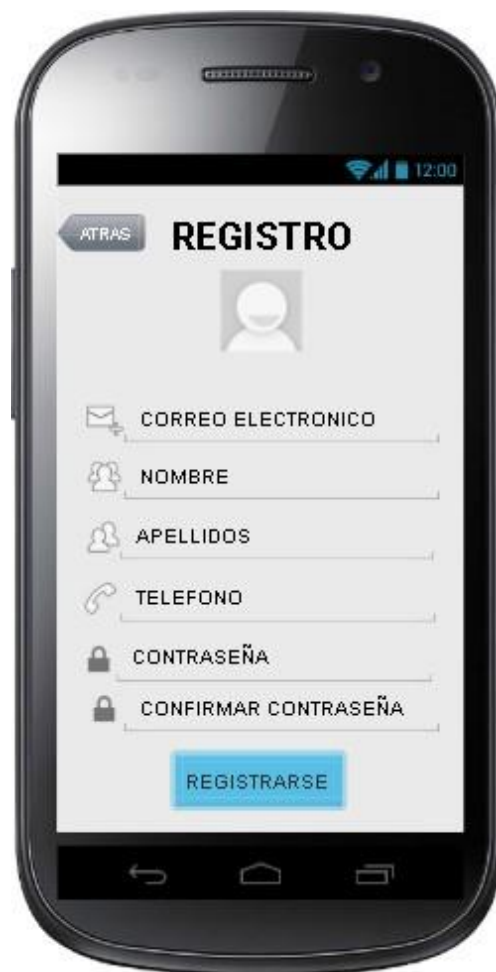 12:00
ATRAS
REGISTRO
CORREO ELECTRONICO
NOMBRE
APELLIDOS
TELEFONO
CONTRASEÑA
CONFIRMAR CONTRASEÑA
REGISTRARSE